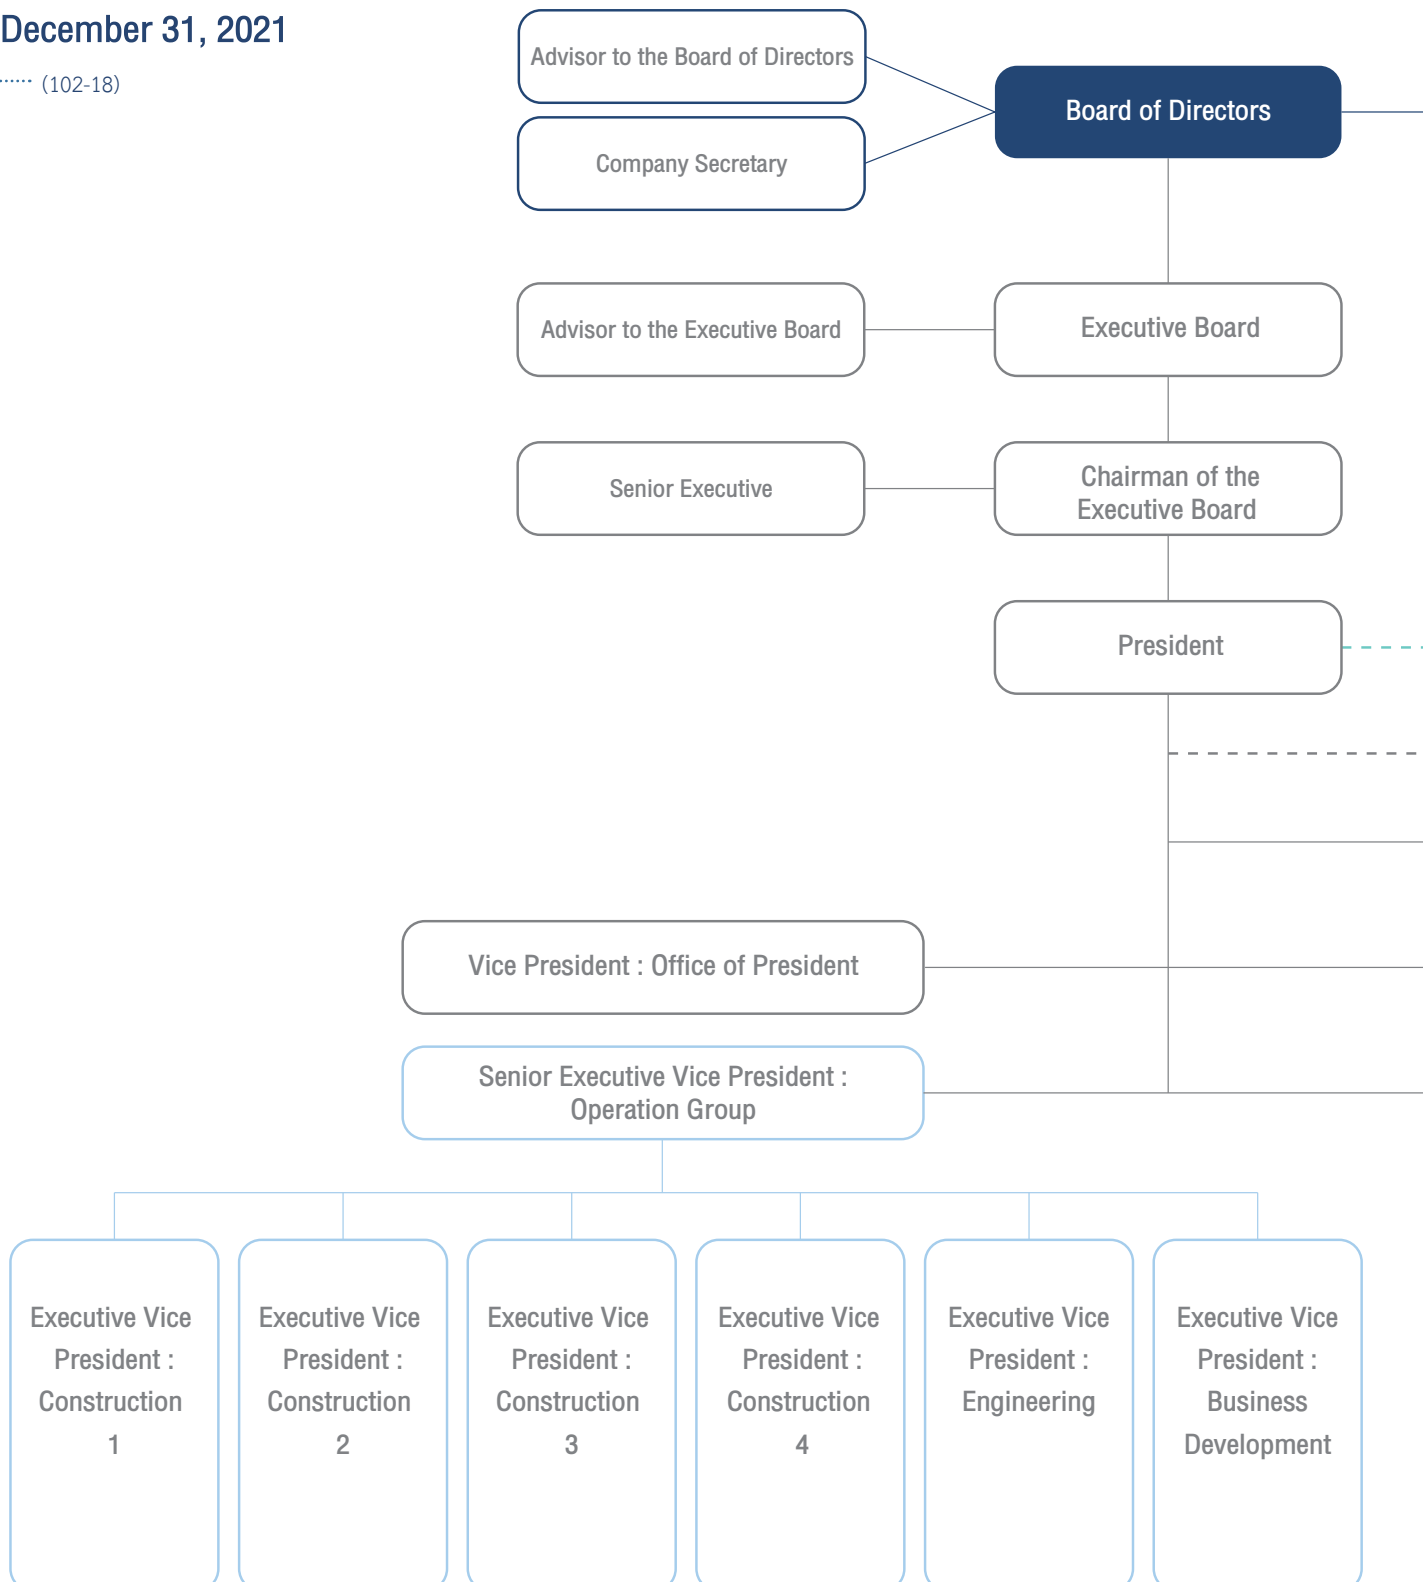 December 31, 2021
(102-18)
Advisor to the Board of Directors
Board of Directors
Company Secretary
Advisor to the Executive Board
Executive Board
Senior Executive
Chairman of the
Executive Board
President
Vice President : Office of President
Senior Executive Vice President :
Operation Group
Executive Vice
President :
Construction
1
Executive Vice
President :
Construction
2
Executive Vice
President :
Construction
3
Executive Vice
President :
Construction
4
Executive Vice
President :
Engineering
Executive Vice
President :
Business
Development